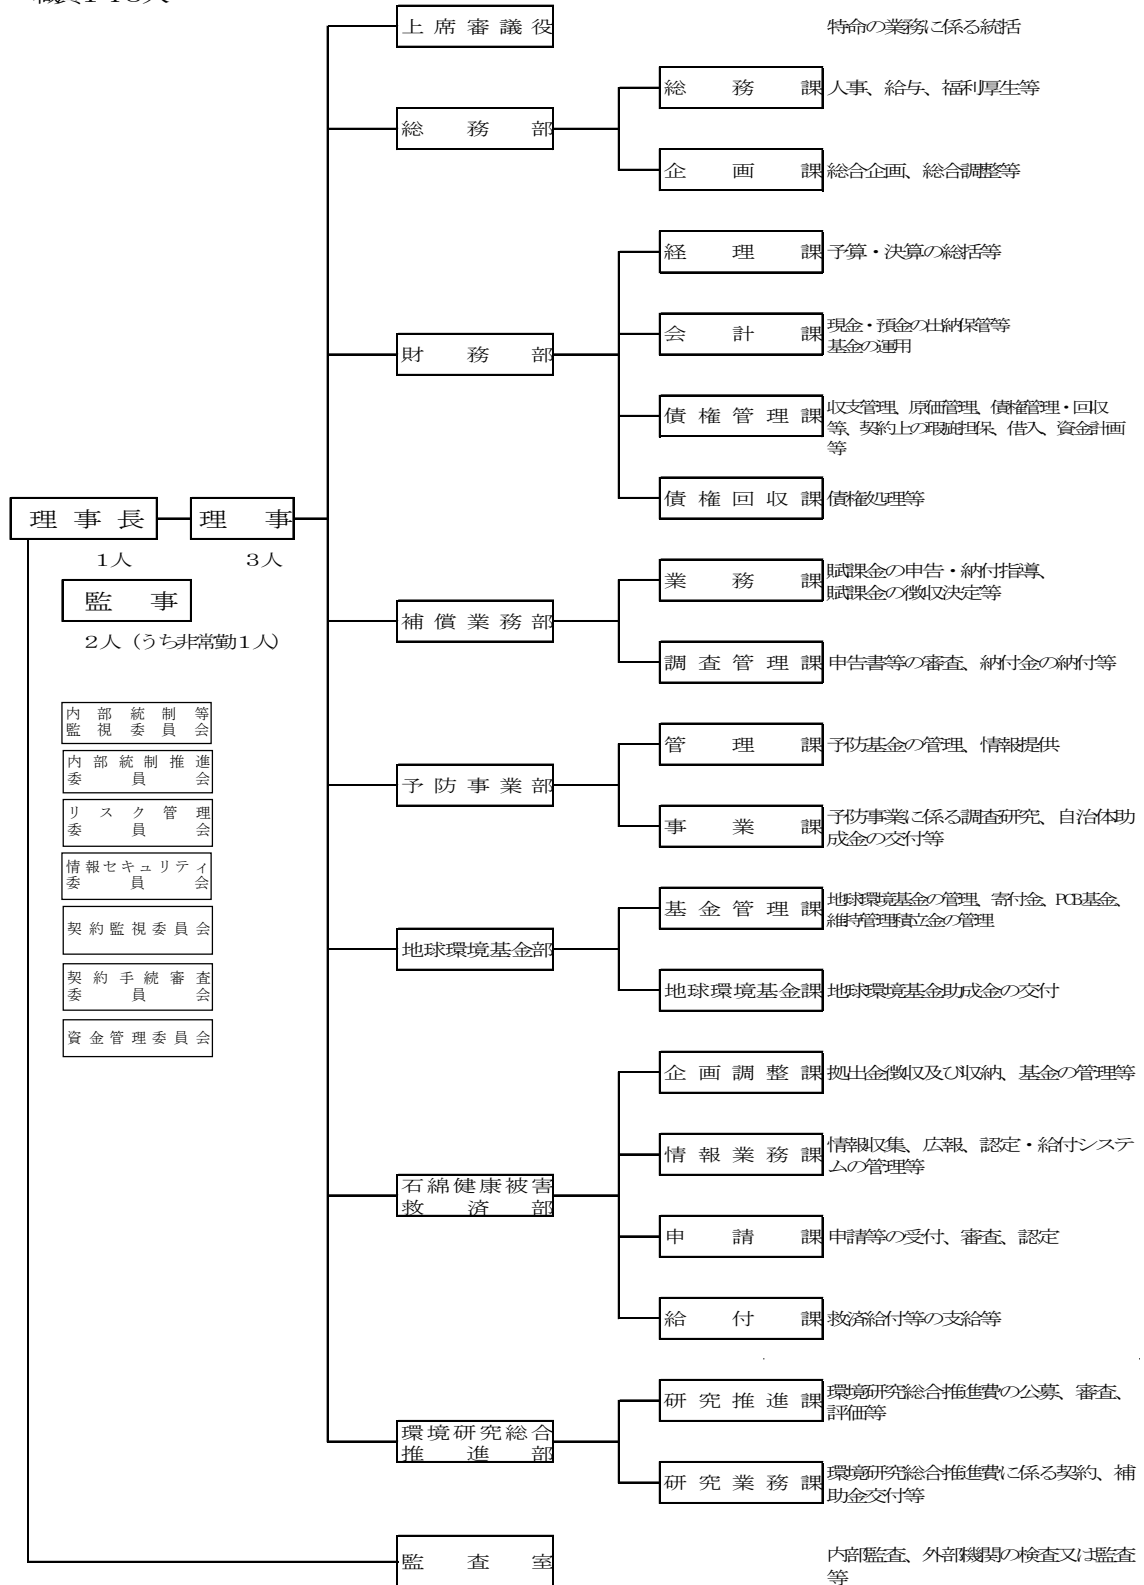 上席審議役
特命の業務に係る統括
総務部
総務課
人事、給与、福利厚生等
企画課
総合企画、総合調整等
財務部
経理課
予算・決算の総括等
会計課
現金・預金の出納保管等
基金の運用
債権管理課
収支管理、原価管理、債権管理・回収
等、契約上の瑕疵担保、借入、資金計画
等
債権回収課
債権処理等
理事長
1人
理事
3人
監事
2人（うち非常勤1人）
補償業務部
業務課
賦課金の申告・納付指導、
賦課金の徴収決定等
調査管理課
申告書等の審査、納付金の納付等
内部統制等
監視委員会
内部統制推進
委員会
リスク管理
委員会
情報セキュリティ
委員会
契約監視委員会
契約手続審査
委員会
資金管理委員会
予防事業部
管理課
予防基金の管理、情報提供
事業課
予防事業に係る調査研究、自治体助
成金の交付等
地球環境基金部
基金管理課
地球環境基金の管理、寄付金、PCB基金、
維持管理積立金の管理
地球環境基金課
地球環境基金助成金の交付
石綿健康被害
救済部
企画調整課
拠出金徴収及び収納、基金の管理等
情報業務課
情報収集、広報、認定・給付システ
ムの管理等
申請課
申請等の受付、審査、認定
給付課
救済給付等の支給等
環境研究総合
推進部
研究推進課
環境研究総合推進費の公募、審査、
評価等
研究業務課
環境研究総合推進費に係る契約、補
助金交付等
監査室
内部監査、外部機関の検査又は監査
等